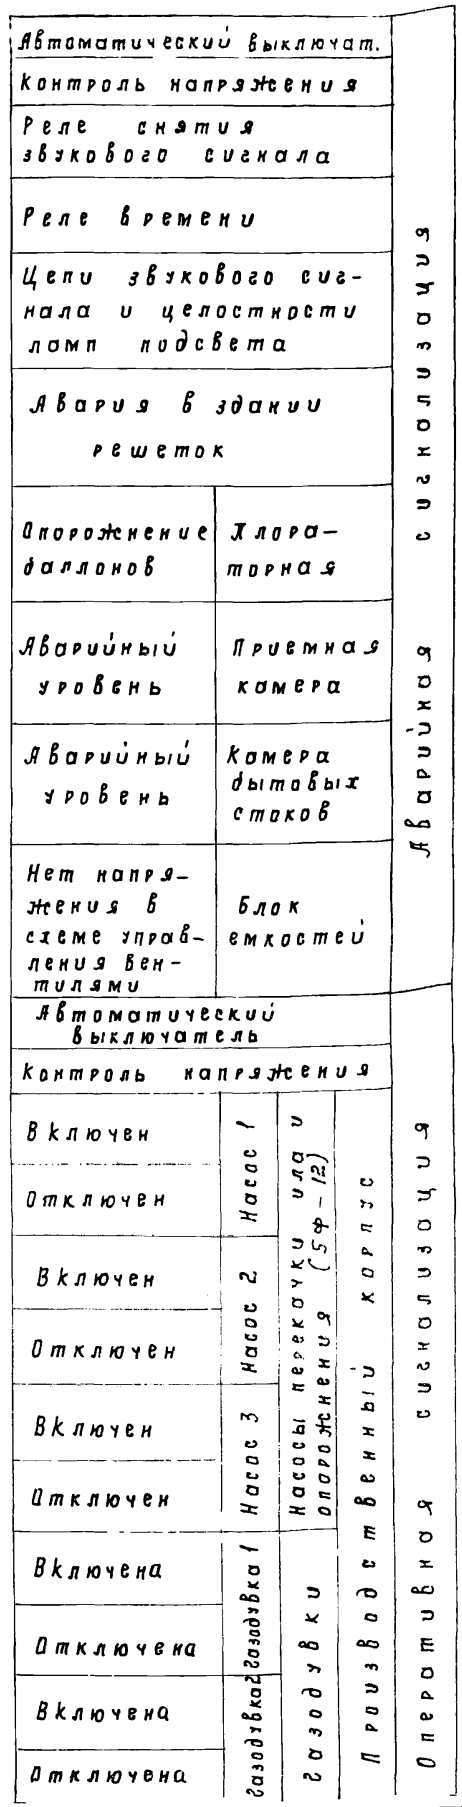 Автоматический выключат.
Контроль напряжения
Реле снятия
звукового сигнала
Реле времени
Цепи звукового сиг-
нала и целостности
ламп подсвета
Авария в здании
решеток
Опорожнение
баллонов
Хлора-
торная
Аварийный
уровень
Приемная
камера
Аварийный
уровень
Камера
бытовых
стоков
Нет напря-
жения в
схеме управ-
ления вен-
тилями
Блок
емкостей
Аварийная сигнализация
Автоматический
выключатель
Контроль напряжения
Включен
Отключен
Насос 1
Включен
Отключен
Насос 2
Включен
Отключен
Насос 3
Насосы перекачки ила и
опорожнения (5Ф-12)
Включена
Отключена
Газодувка 1
Включена
Отключена
Газодувка 2
Газодувки
Производственный корпус
Оперативная сигнализация